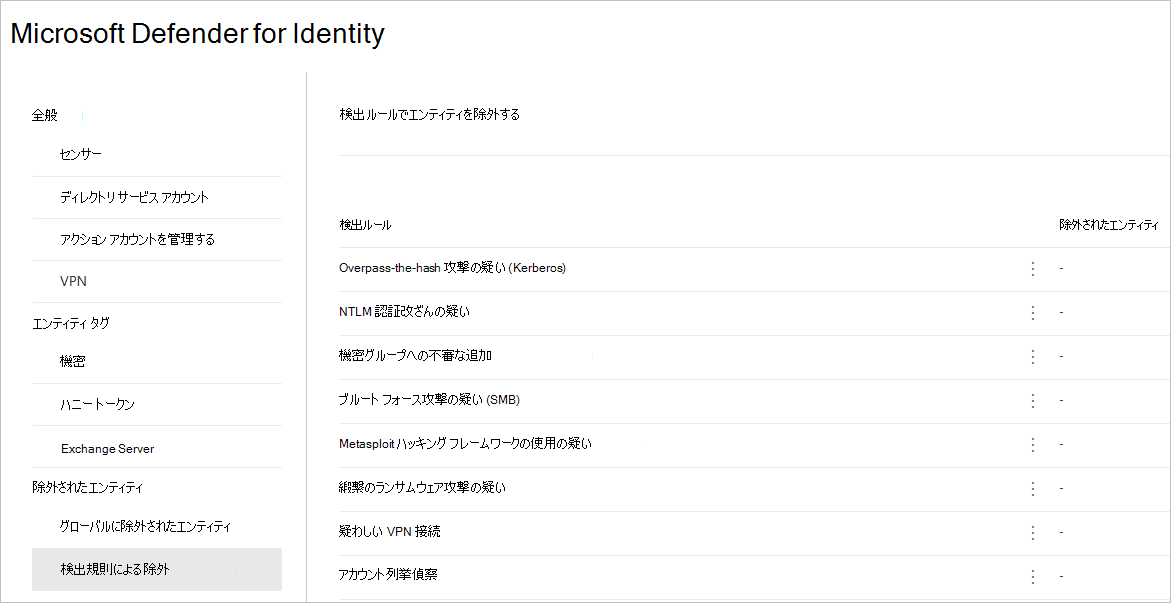 Microsoft Defender for Identity
全般
センサー
ディレクトリ サービス アカウント
アクション アカウントを管理する
VPN
エンティティ タグ
機密
ハニートークン
Exchange Server
除外されたエンティティ
グローバルに除外されたエンティティ
検出規則による除外
検出ルールでエンティティを除外する
検出ルール 除外されたエンティティ
Overpass-the-hash 攻撃の疑い (Kerberos) -
NTLM 認証改ざんの疑い -
機密グループへの不審な追加 -
ブルート フォース攻撃の疑い (SMB) -
Metasploit ハッキング フレームワークの使用の疑い -
のランサムウェア攻撃の疑い -
疑わしい VPN 接続 -
アカウント列挙偵察 -